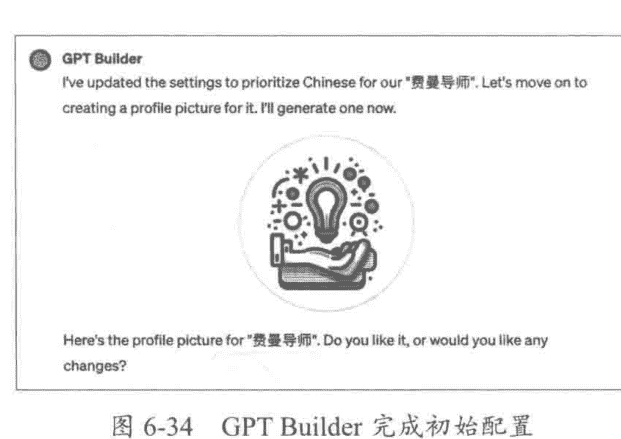 GPT Builder
I've updated the settings to prioritize Chinese for our "费曼导师". Let's move on to
creating a profile picture for it. I'll generate one now.
Here's the profile picture for "费曼导师". Do you like it, or would you like any
changes?
图 6-34 GPT Builder 完成初始配置